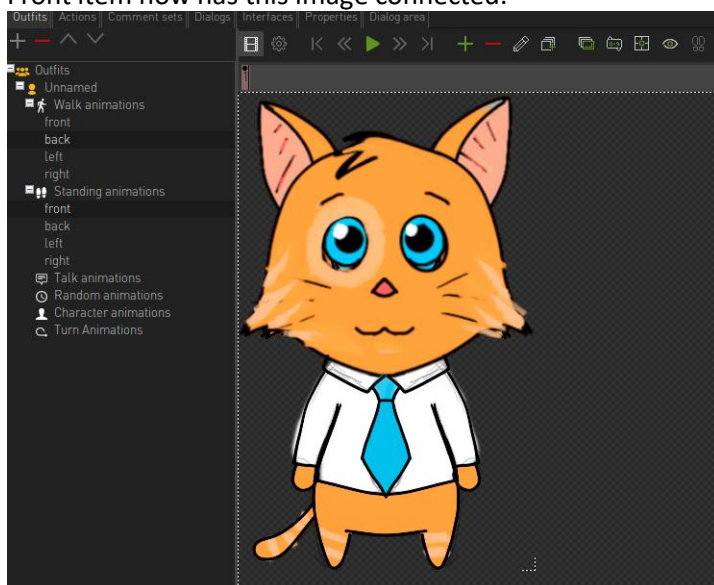 Front item now has this image connected:
Outfits Actions Comment sets Dialogs Interfaces Properties Dialog area
Outfits
Unnamed
Walk animations
front
back
left
right
Standing animations
front
back
left
right
Talk animations
Random animations
Character animations
Turn Animations